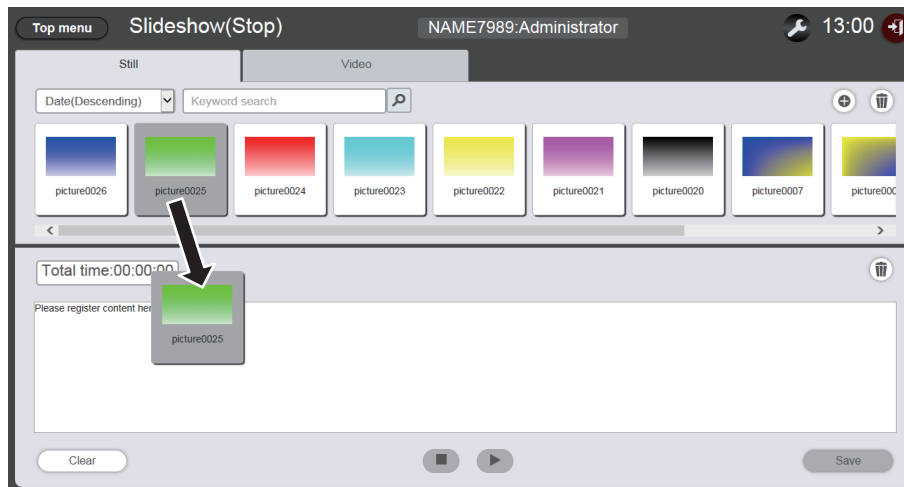 Top menu Slideshow(Stop) NAME7989:Administrator 13:00
Still Video
Date(Descending) Keyword search
picture0026 picture0025 picture0024 picture0023 picture0022 picture0021 picture0020 picture0007 picture000
Total time:00:00:00
Please register content her
picture0025
Clear Save